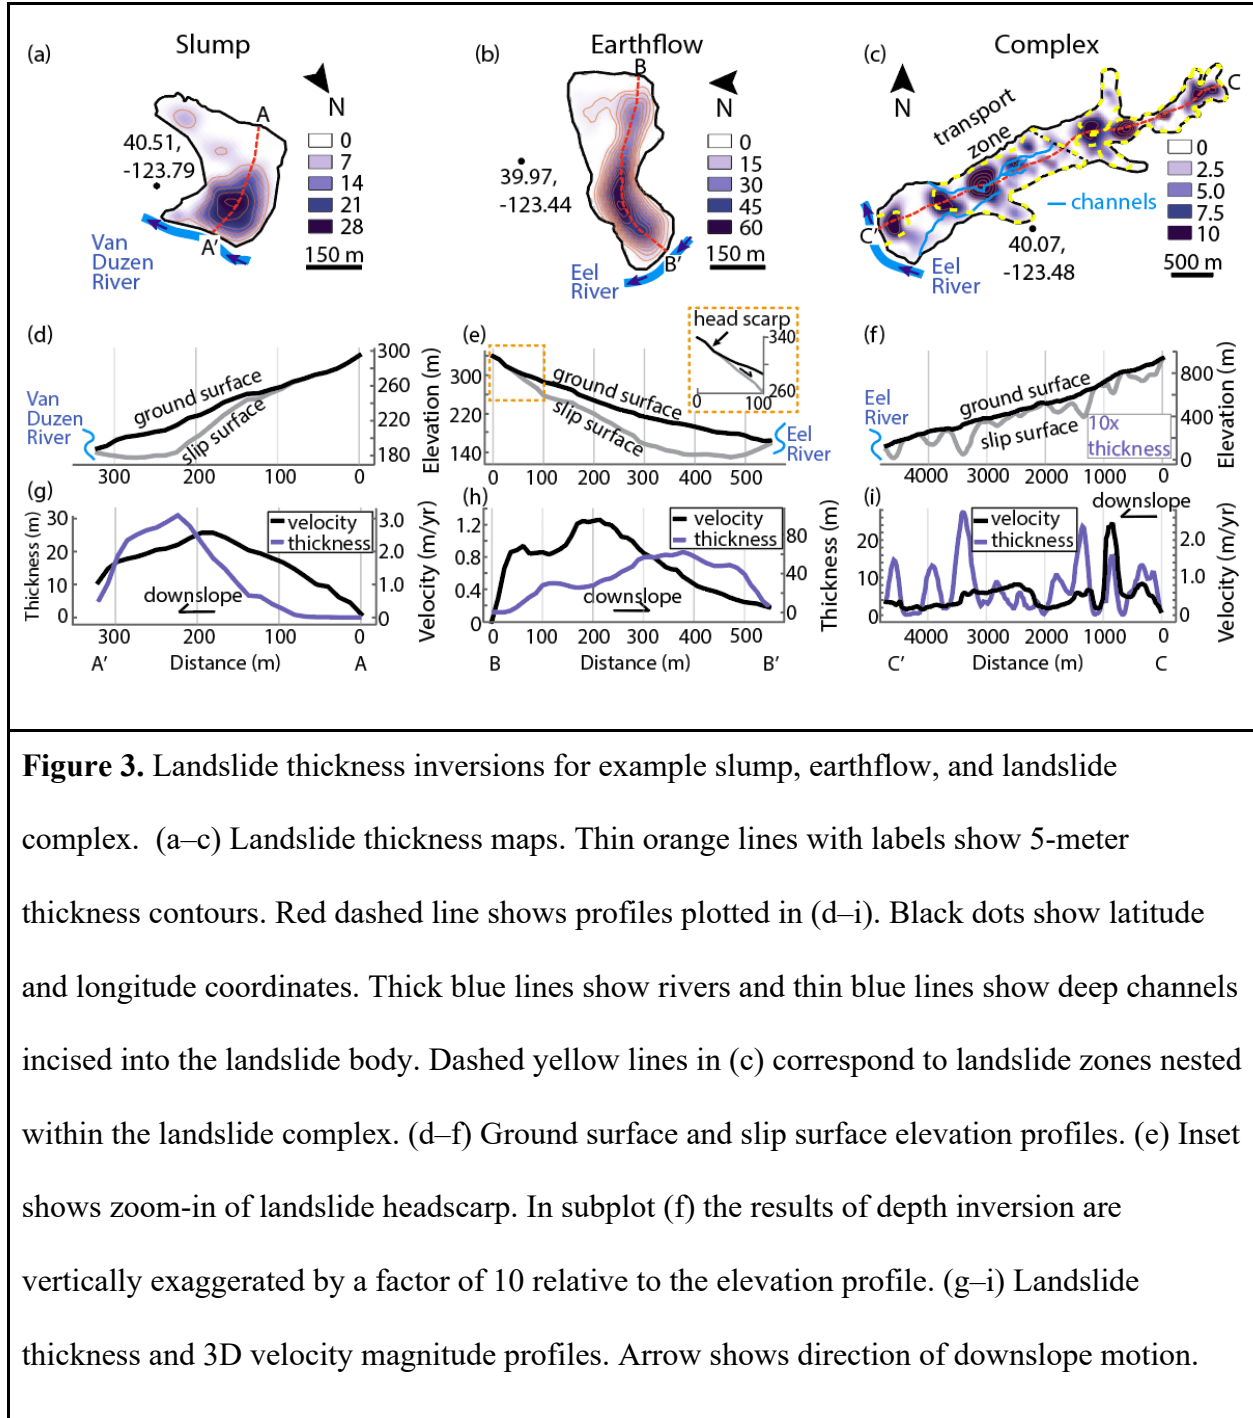 (a) Slump
A
N
40.51,
-123.79
0
7
14
21
28
A'
Van
Duzen
River
150 m
(b) Earthflow
B
N
39.97,
-123.44
0
15
30
45
60
B'
Eel
River
150 m
(c) Complex
C
N
transport
zone
0
2.5
5.0
7.5
10
channels
C'
40.07,
-123.48
Eel
River
500 m
(d)
Van
Duzen
River
ground surface
slip surface
300
260
220
180
Elevation (m)
300 200 100 0
(e)
head scarp
340
260
0 100
ground surface
slip surface
300
220
140
Eel
River
0 100 200 300 400 500
(f)
Eel
River
ground surface
slip surface
10x
thickness
800
400
0
Elevation (m)
4000 3000 2000 1000 0
(g)
velocity
thickness
downslope
Thickness (m)
30
20
10
0
3.0
2.0
1.0
0
Velocity (m/yr)
300 200 100 0
A' Distance (m) A
(h)
velocity
thickness
downslope
1.2
0.8
0.4
0
80
40
0
Thickness (m)
0 100 200 300 400 500
B Distance (m) B'
(i)
downslope
velocity
thickness
20
10
0
2.0
1.0
0
Velocity (m/yr)
4000 3000 2000 1000 0
C' Distance (m) C
Figure 3. Landslide thickness inversions for example slump, earthflow, and landslide
complex. (a–c) Landslide thickness maps. Thin orange lines with labels show 5-meter
thickness contours. Red dashed line shows profiles plotted in (d–i). Black dots show latitude
and longitude coordinates. Thick blue lines show rivers and thin blue lines show deep channels
incised into the landslide body. Dashed yellow lines in (c) correspond to landslide zones nested
within the landslide complex. (d–f) Ground surface and slip surface elevation profiles. (e) Inset
shows zoom-in of landslide headscarp. In subplot (f) the results of depth inversion are
vertically exaggerated by a factor of 10 relative to the elevation profile. (g–i) Landslide
thickness and 3D velocity magnitude profiles. Arrow shows direction of downslope motion.